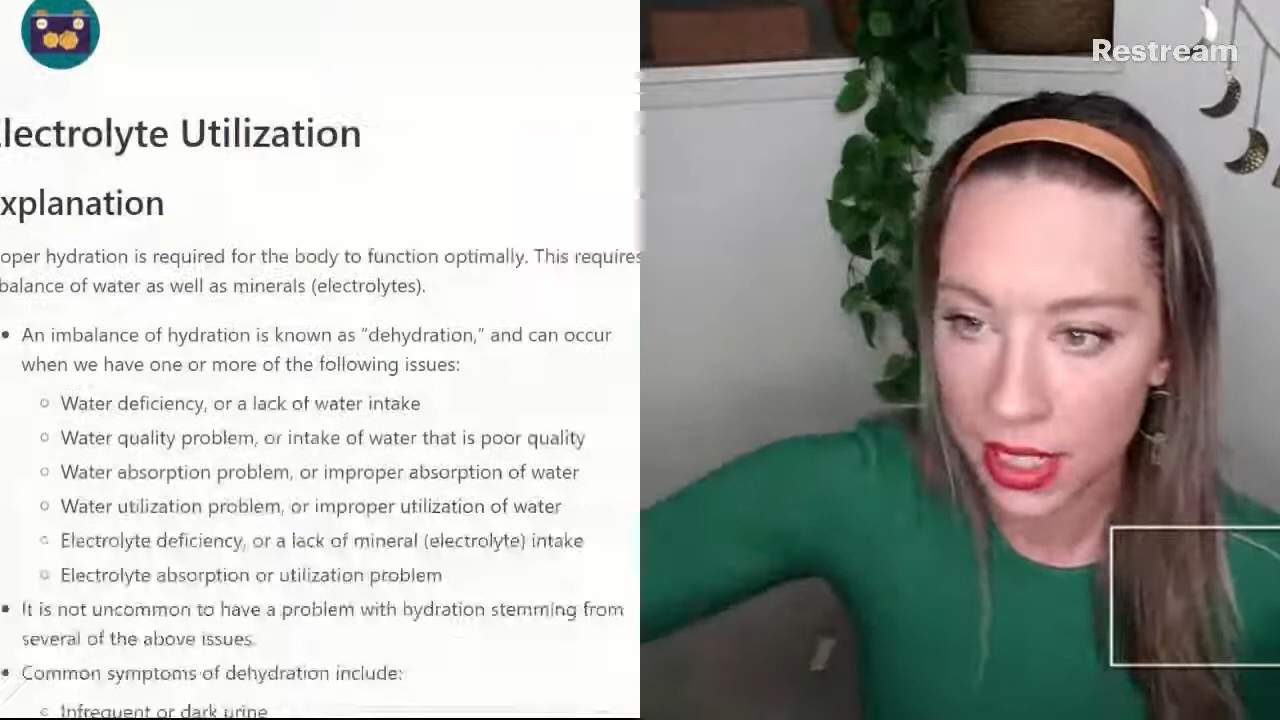 Restream
lectrolyte Utilization
xplanation
oper hydration is required for the body to function optimally. This requires
balance of water as well as minerals (electrolytes).
An imbalance of hydration is known as “dehydration,” and can occur
when we have one or more of the following issues:
Water deficiency, or a lack of water intake
Water quality problem, or intake of water that is poor quality
Water absorption problem, or improper absorption of water
Water utilization problem, or improper utilization of water
Electrolyte deficiency, or a lack of mineral (electrolyte) intake
Electrolyte absorption or utilization problem
It is not uncommon to have a problem with hydration stemming from
several of the above issues.
Common symptoms of dehydration include:
Infrequent or dark urine